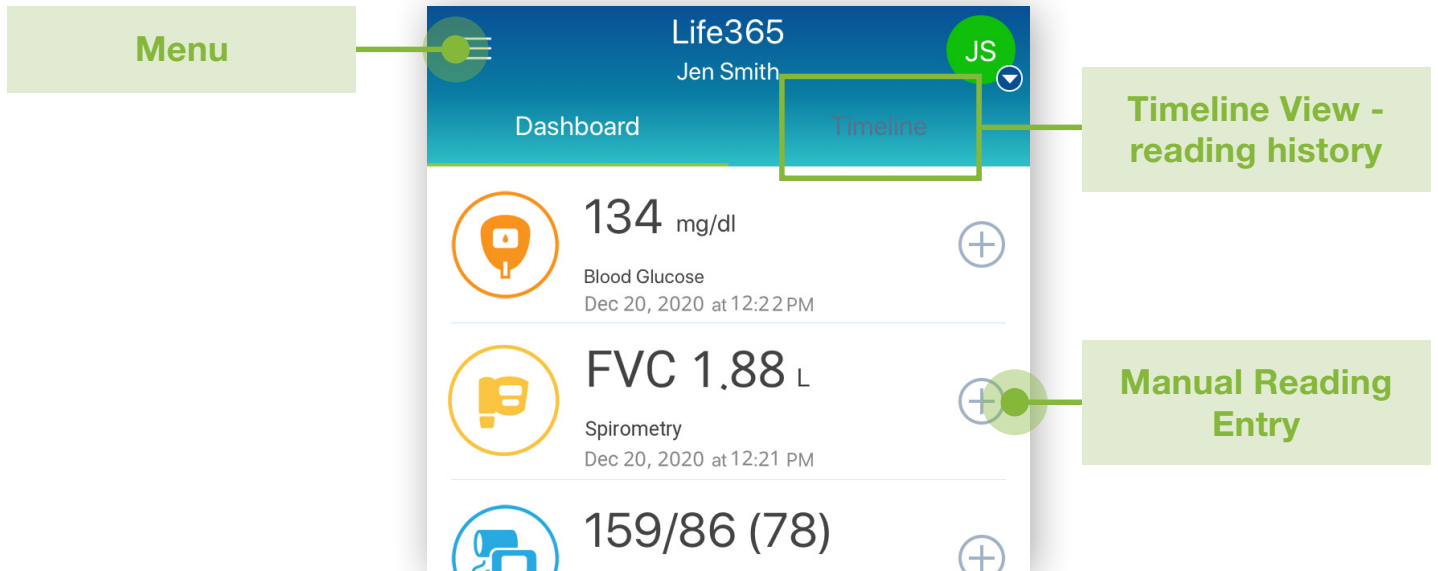 Menu
Life365
Jen Smith
JS
Dashboard
Timeline
Timeline View -
reading history
134 mg/dl
Blood Glucose
Dec 20, 2020 at 12:22 PM
FVC 1.88 L
Spirometry
Dec 20, 2020 at 12:21 PM
Manual Reading
Entry
159/86 (78)